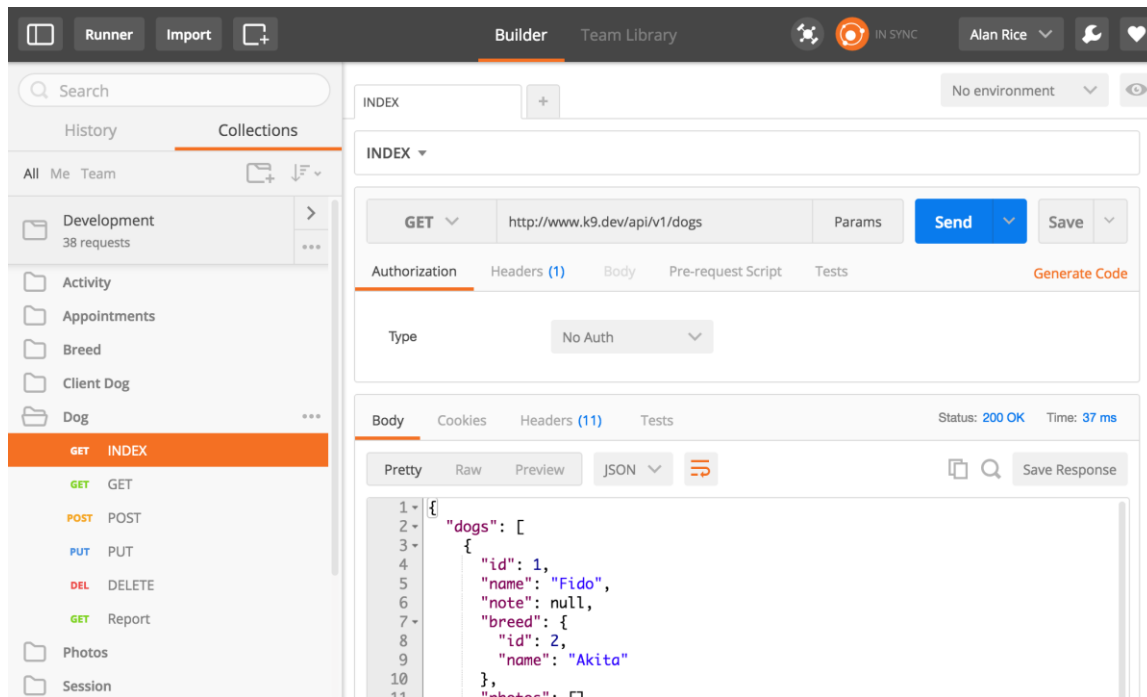 Runner Import Builder Team Library IN SYNC Alan Rice
Search
History Collections
All Me Team
Development
38 requests
Activity
Appointments
Breed
Client Dog
Dog
GET INDEX
GET GET
POST POST
PUT PUT
DEL DELETE
GET Report
Photos
Session
INDEX + No environment
INDEX
GET http://www.k9.dev/api/v1/dogs Params Send Save
Authorization Headers (1) Body Pre-request Script Tests Generate Code
Type No Auth
Body Cookies Headers (11) Tests Status: 200 OK Time: 37 ms
Pretty Raw Preview JSON Save Response
1 {
2 "dogs": [
3 {
4 "id": 1,
5 "name": "Fido",
6 "note": null,
7 "breed": {
8 "id": 2,
9 "name": "Akita"
10 },
11 "photos": []